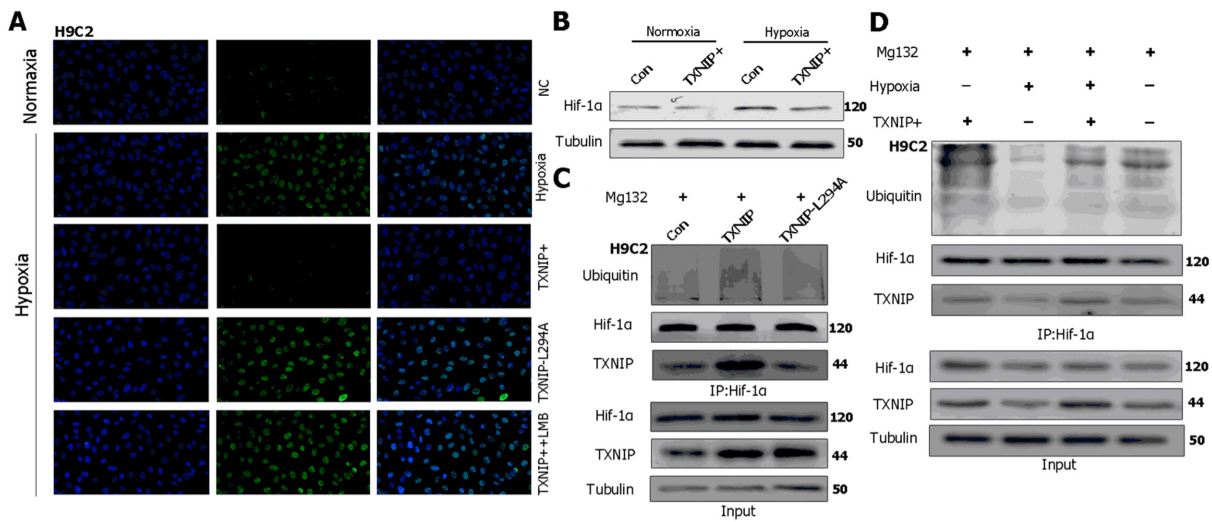 A
H9C2
Normaxia
NC
Hypoxia
Hypoxia
TXNIP+
TXNIP-L294A
TXNIP++LMB
B
Normoxia Hypoxia
Con TXNIP+ Con TXNIP+
Hif-1α 120
Tubulin 50
C
Mg132 + + +
Con TXNIP TXNIP-L294A
H9C2
Ubiquitin
Hif-1α 120
TXNIP 44
IP:Hif-1α
Hif-1α 120
TXNIP 44
Tubulin 50
Input
D
Mg132 + + + +
Hypoxia − + + −
TXNIP+ + − + −
H9C2
Ubiquitin
Hif-1α 120
TXNIP 44
IP:Hif-1α
Hif-1α 120
TXNIP 44
Tubulin 50
Input